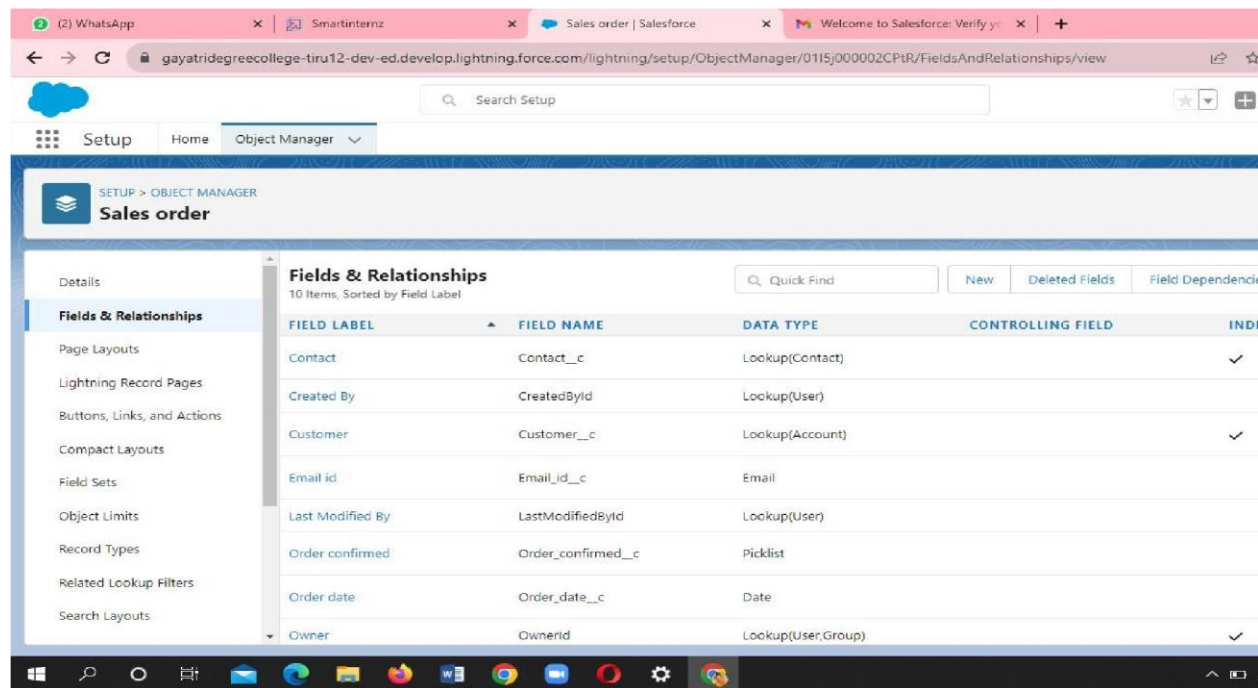 (2) WhatsApp
Smartinternz
Sales order | Salesforce
Welcome to Salesforce: Verify yo
gayatridegreecollege-tiru12-dev-ed.develop.lightning.force.com/lightning/setup/ObjectManager/01I5j000002CPtR/FieldsAndRelationships/view
Search Setup
Setup Home Object Manager
SETUP > OBJECT MANAGER
Sales order
Details
Fields & Relationships
Page Layouts
Lightning Record Pages
Buttons, Links, and Actions
Compact Layouts
Field Sets
Object Limits
Record Types
Related Lookup Filters
Search Layouts
Fields & Relationships
10 Items, Sorted by Field Label
Quick Find
New
Deleted Fields
Field Dependencie
FIELD LABEL FIELD NAME DATA TYPE CONTROLLING FIELD INDE
Contact Contact__c Lookup(Contact)
Created By CreatedById Lookup(User)
Customer Customer__c Lookup(Account)
Email id Email_id__c Email
Last Modified By LastModifiedById Lookup(User)
Order confirmed Order_confirmed__c Picklist
Order date Order_date__c Date
Owner OwnerId Lookup(User,Group)